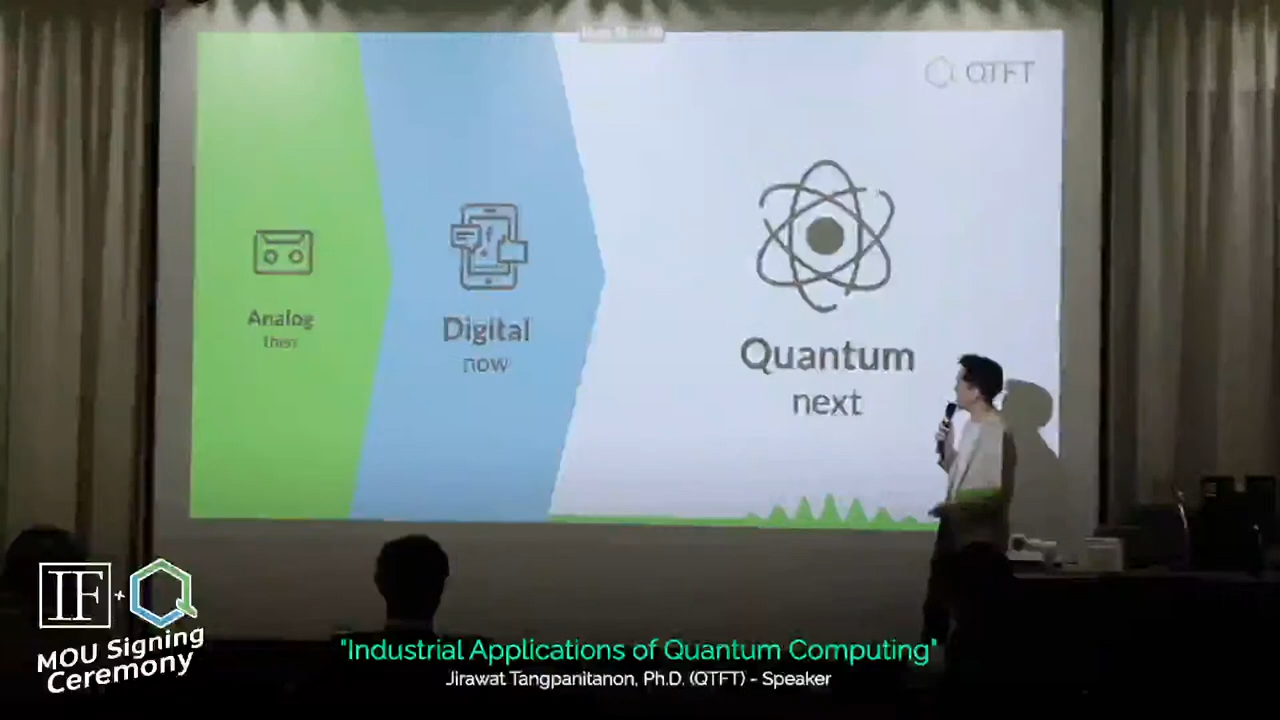 QTFT
Analog
then
Digital
now
Quantum
next
IF + Q
MOU Signing
Ceremony
"Industrial Applications of Quantum Computing"
Jirawat Tangpanitanon, Ph.D. (QTFT) - Speaker